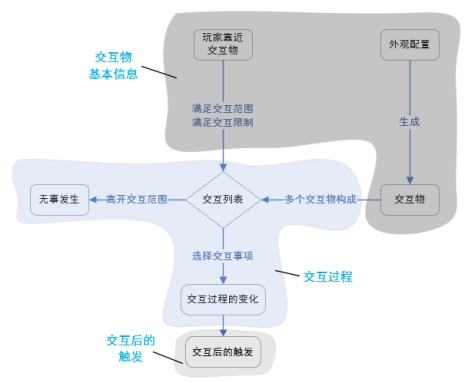 玩家靠近
交互物
外观配置
交互物
基本信息
满足交互范围
满足交互限制
生成
无事发生
离开交互范围
交互列表
多个交互物构成
交互物
选择交互事项
交互过程
交互过程的变化
交互后的
触发
交互后的触发